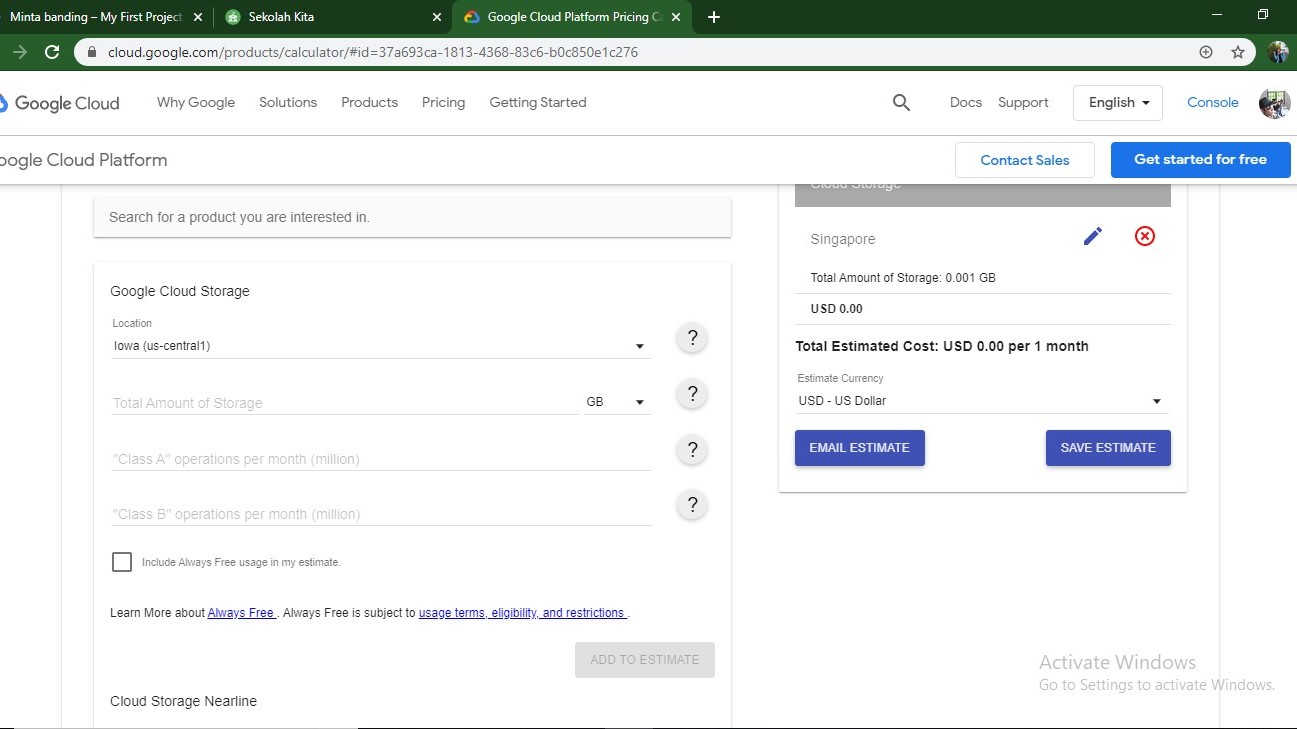 Minta banding – My First Project
Sekolah Kita
Google Cloud Platform Pricing Ca
cloud.google.com/products/calculator/#id=37a693ca-1813-4368-83c6-b0c850e1c276
Google Cloud
Why Google
Solutions
Products
Pricing
Getting Started
Docs
Support
English
Console
oogle Cloud Platform
Contact Sales
Get started for free
Search for a product you are interested in.
Google Cloud Storage
Location
Iowa (us-central1)
?
Total Amount of Storage
GB
?
"Class A" operations per month (million)
?
"Class B" operations per month (million)
?
Include Always Free usage in my estimate.
Learn More about Always Free . Always Free is subject to usage terms, eligibility, and restrictions .
ADD TO ESTIMATE
Cloud Storage Nearline
Cloud Storage
Singapore
Total Amount of Storage: 0.001 GB
USD 0.00
Total Estimated Cost: USD 0.00 per 1 month
Estimate Currency
USD - US Dollar
EMAIL ESTIMATE
SAVE ESTIMATE
Activate Windows
Go to Settings to activate Windows.